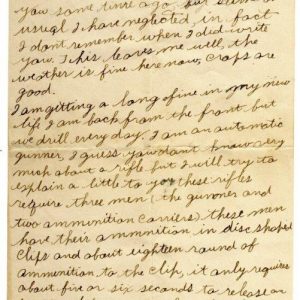 you some time ago. but seems as
usual I have neglected, in fact
I dont remember when I did write
you. This leaves me well, the
weather is fine here now, crops are
good.
I am gitting a long fine in my new
life I am back from the front, but
we drill every day. I am an automatic
gunner, I guess you dont know very
much about a rifle but I will try to
explain a little to you these rifles
require three men (the gunner and
two ammunition carriers). these men
have their ammntion in disc shaped
clips and about eighteen round of
ammunition to the clip, it only requires
about five or six seconds to release an